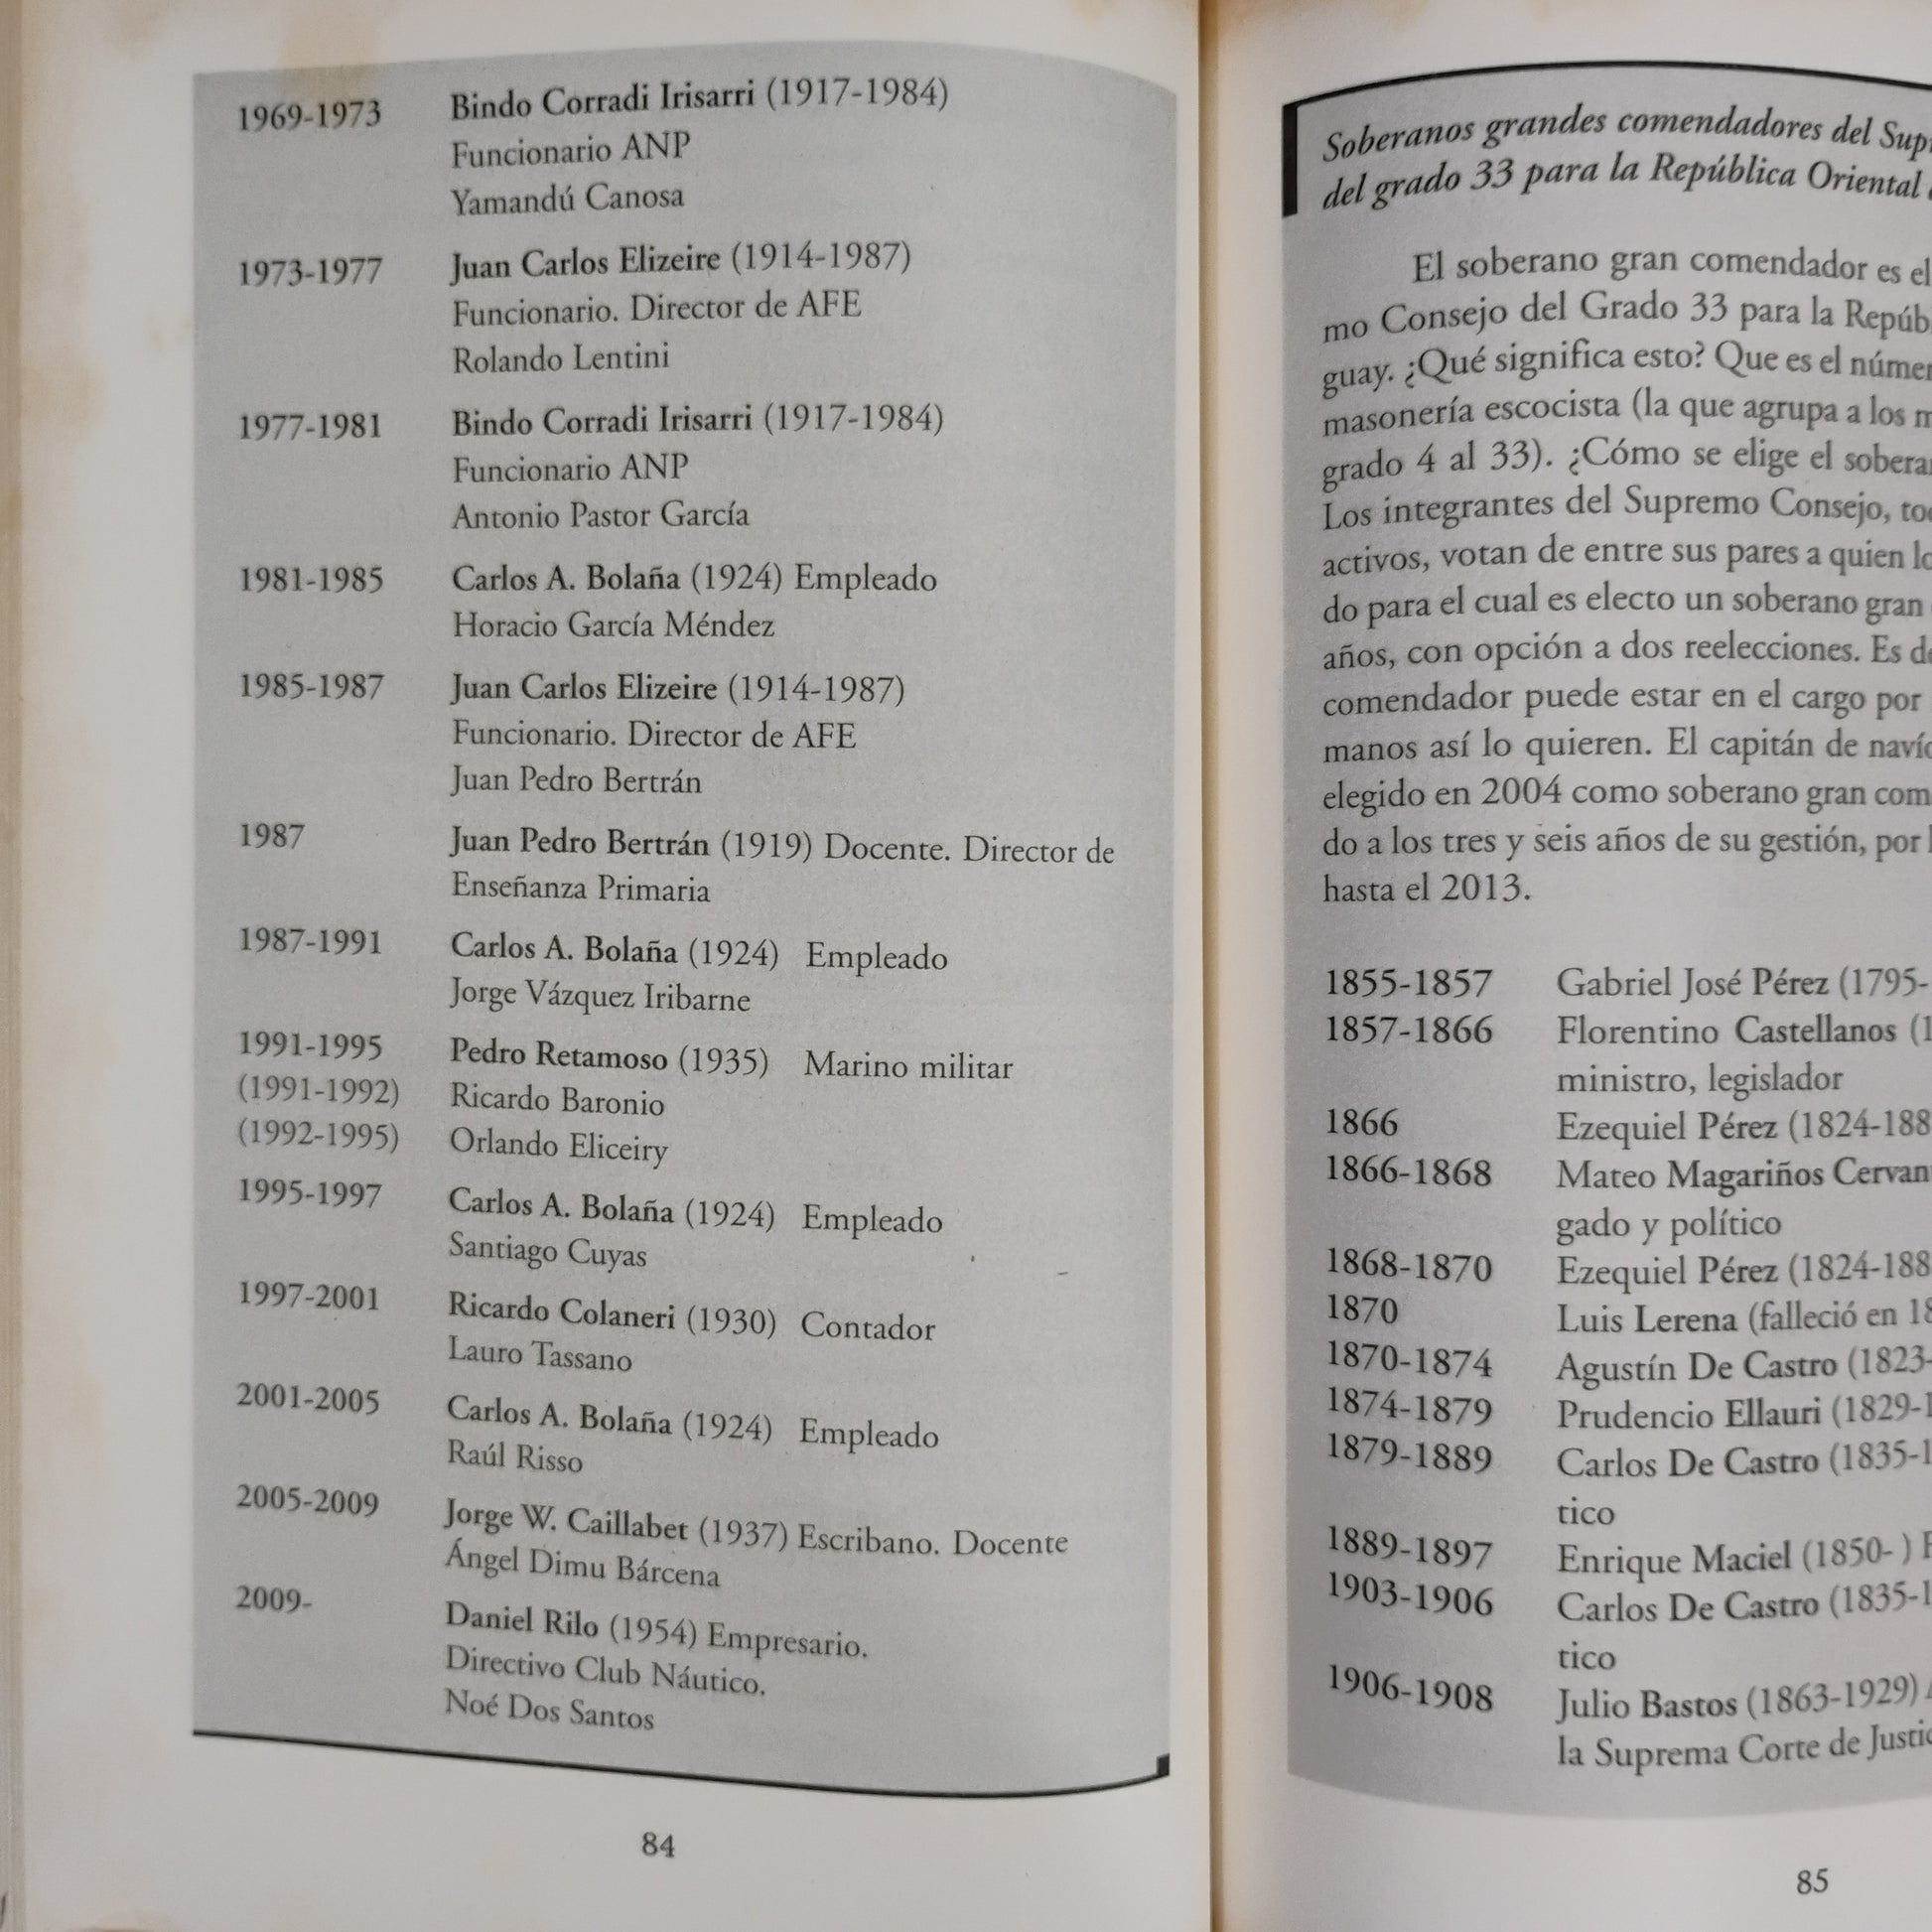 1969-1973 Bindo Corradi Irisarri (1917-1984)
Funcionario ANP
Yamandú Canosa
1973-1977 Juan Carlos Elizeire (1914-1987)
Funcionario. Director de AFE
Rolando Lentini
1977-1981 Bindo Corradi Irisarri (1917-1984)
Funcionario ANP
Antonio Pastor García
1981-1985 Carlos A. Bolaña (1924) Empleado
Horacio García Méndez
1985-1987 Juan Carlos Elizeire (1914-1987)
Funcionario. Director de AFE
Juan Pedro Bertrán
1987 Juan Pedro Bertrán (1919) Docente. Director de
Enseñanza Primaria
1987-1991 Carlos A. Bolaña (1924) Empleado
Jorge Vázquez Iribarne
1991-1995 Pedro Retamoso (1935) Marino militar
(1991-1992) Ricardo Baronio
(1992-1995) Orlando Eliceiry
1995-1997 Carlos A. Bolaña (1924) Empleado
Santiago Cuyas
1997-2001 Ricardo Colaneri (1930) Contador
Lauro Tassano
2001-2005 Carlos A. Bolaña (1924) Empleado
Raúl Risso
2005-2009 Jorge W. Caillabet (1937) Escribano. Docente
Ángel Dimu Bárcena
2009- Daniel Rilo (1954) Empresario.
Directivo Club Náutico.
Noé Dos Santos
84
Soberanos grandes comendadores del
del grado 33 para la República Oriental
El soberano gran comendador es el
mo Consejo del Grado 33 para la
guay. ¿Qué significa esto? Que es el
masonería escocista (la que agrupa a los
grado 4 al 33). ¿Cómo se elige el
Los integrantes del Supremo Consejo,
activos, votan de entre sus pares a quien
do para el cual es electo un soberano gran
años, con opción a dos reelecciones. Es
comendador puede estar en el cargo por
manos así lo quieren. El capitán de
elegido en 2004 como soberano gran
do a los tres y seis años de su gestión, por
hasta el 2013.
1855-1857 Gabriel José Pérez (1795-
1857-1866 Florentino Castellanos
ministro, legislador
1866 Ezequiel Pérez (1824-188
1866-1868 Mateo Magariños
gado y político
1868-1870 Ezequiel Pérez (1824-188
1870 Luis Lerena (falleció en
1870-1874 Agustín De Castro (1823-
1874-1879 Prudencio Ellauri (1829-
1879-1889 Carlos De Castro (1835-
tico
1889-1897 Enrique Maciel (1850- )
1903-1906 Carlos De Castro (1835-
tico
1906-1908 Julio Bastos (1863-1929)
la Suprema Corte de
85